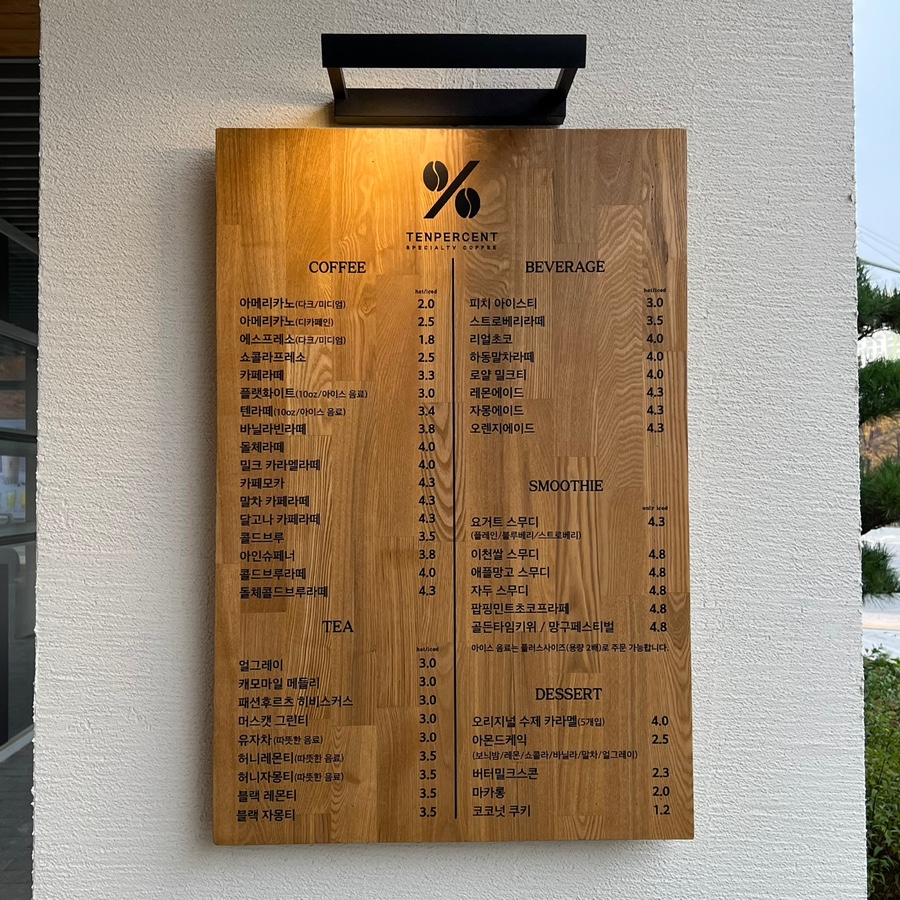 TENPERCENT
SPECIALTY COFFEE
COFFEE
hot/iced
아메리카노(다크/미디엄) 2.0
아메리카노(디카페인) 2.5
에스프레소(다크/미디엄) 1.8
쇼콜라프레소 2.5
카페라떼 3.3
플랫화이트(10oz/아이스 음료) 3.0
텐라떼(10oz/아이스 음료) 3.4
바닐라빈라떼 3.8
돌체라떼 4.0
밀크 카라멜라떼 4.0
카페모카 4.3
말차 카페라떼 4.3
달고나 카페라떼 4.3
콜드브루 3.5
아인슈페너 3.8
콜드브루라떼 4.0
돌체콜드브루라떼 4.3
TEA
hot/iced
얼그레이 3.0
캐모마일 메들리 3.0
패션후르츠 히비스커스 3.0
머스캣 그린티 3.0
유자차(따뜻한 음료) 3.0
허니레몬티(따뜻한 음료) 3.5
허니자몽티(따뜻한 음료) 3.5
블랙 레몬티 3.5
블랙 자몽티 3.5
BEVERAGE
hot/iced
피치 아이스티 3.0
스트로베리라떼 3.5
리얼초코 4.0
하동말차라떼 4.0
로얄 밀크티 4.0
레몬에이드 4.3
자몽에이드 4.3
오렌지에이드 4.3
SMOOTHIE
only iced
요거트 스무디 4.3
(플레인/블루베리/스트로베리)
이천쌀 스무디 4.8
애플망고 스무디 4.8
자두 스무디 4.8
팝핑민트초코프라페 4.8
골든타임키위 / 망구페스티벌 4.8
아이스 음료는 플러스사이즈(용량 2배)로 주문 가능합니다.
DESSERT
오리지널 수제 카라멜(5개입) 4.0
아몬드케익 2.5
(보늬밤/레몬/쇼콜라/바닐라/말차/얼그레이)
버터밀크스콘 2.3
마카롱 2.0
코코넛 쿠키 1.2